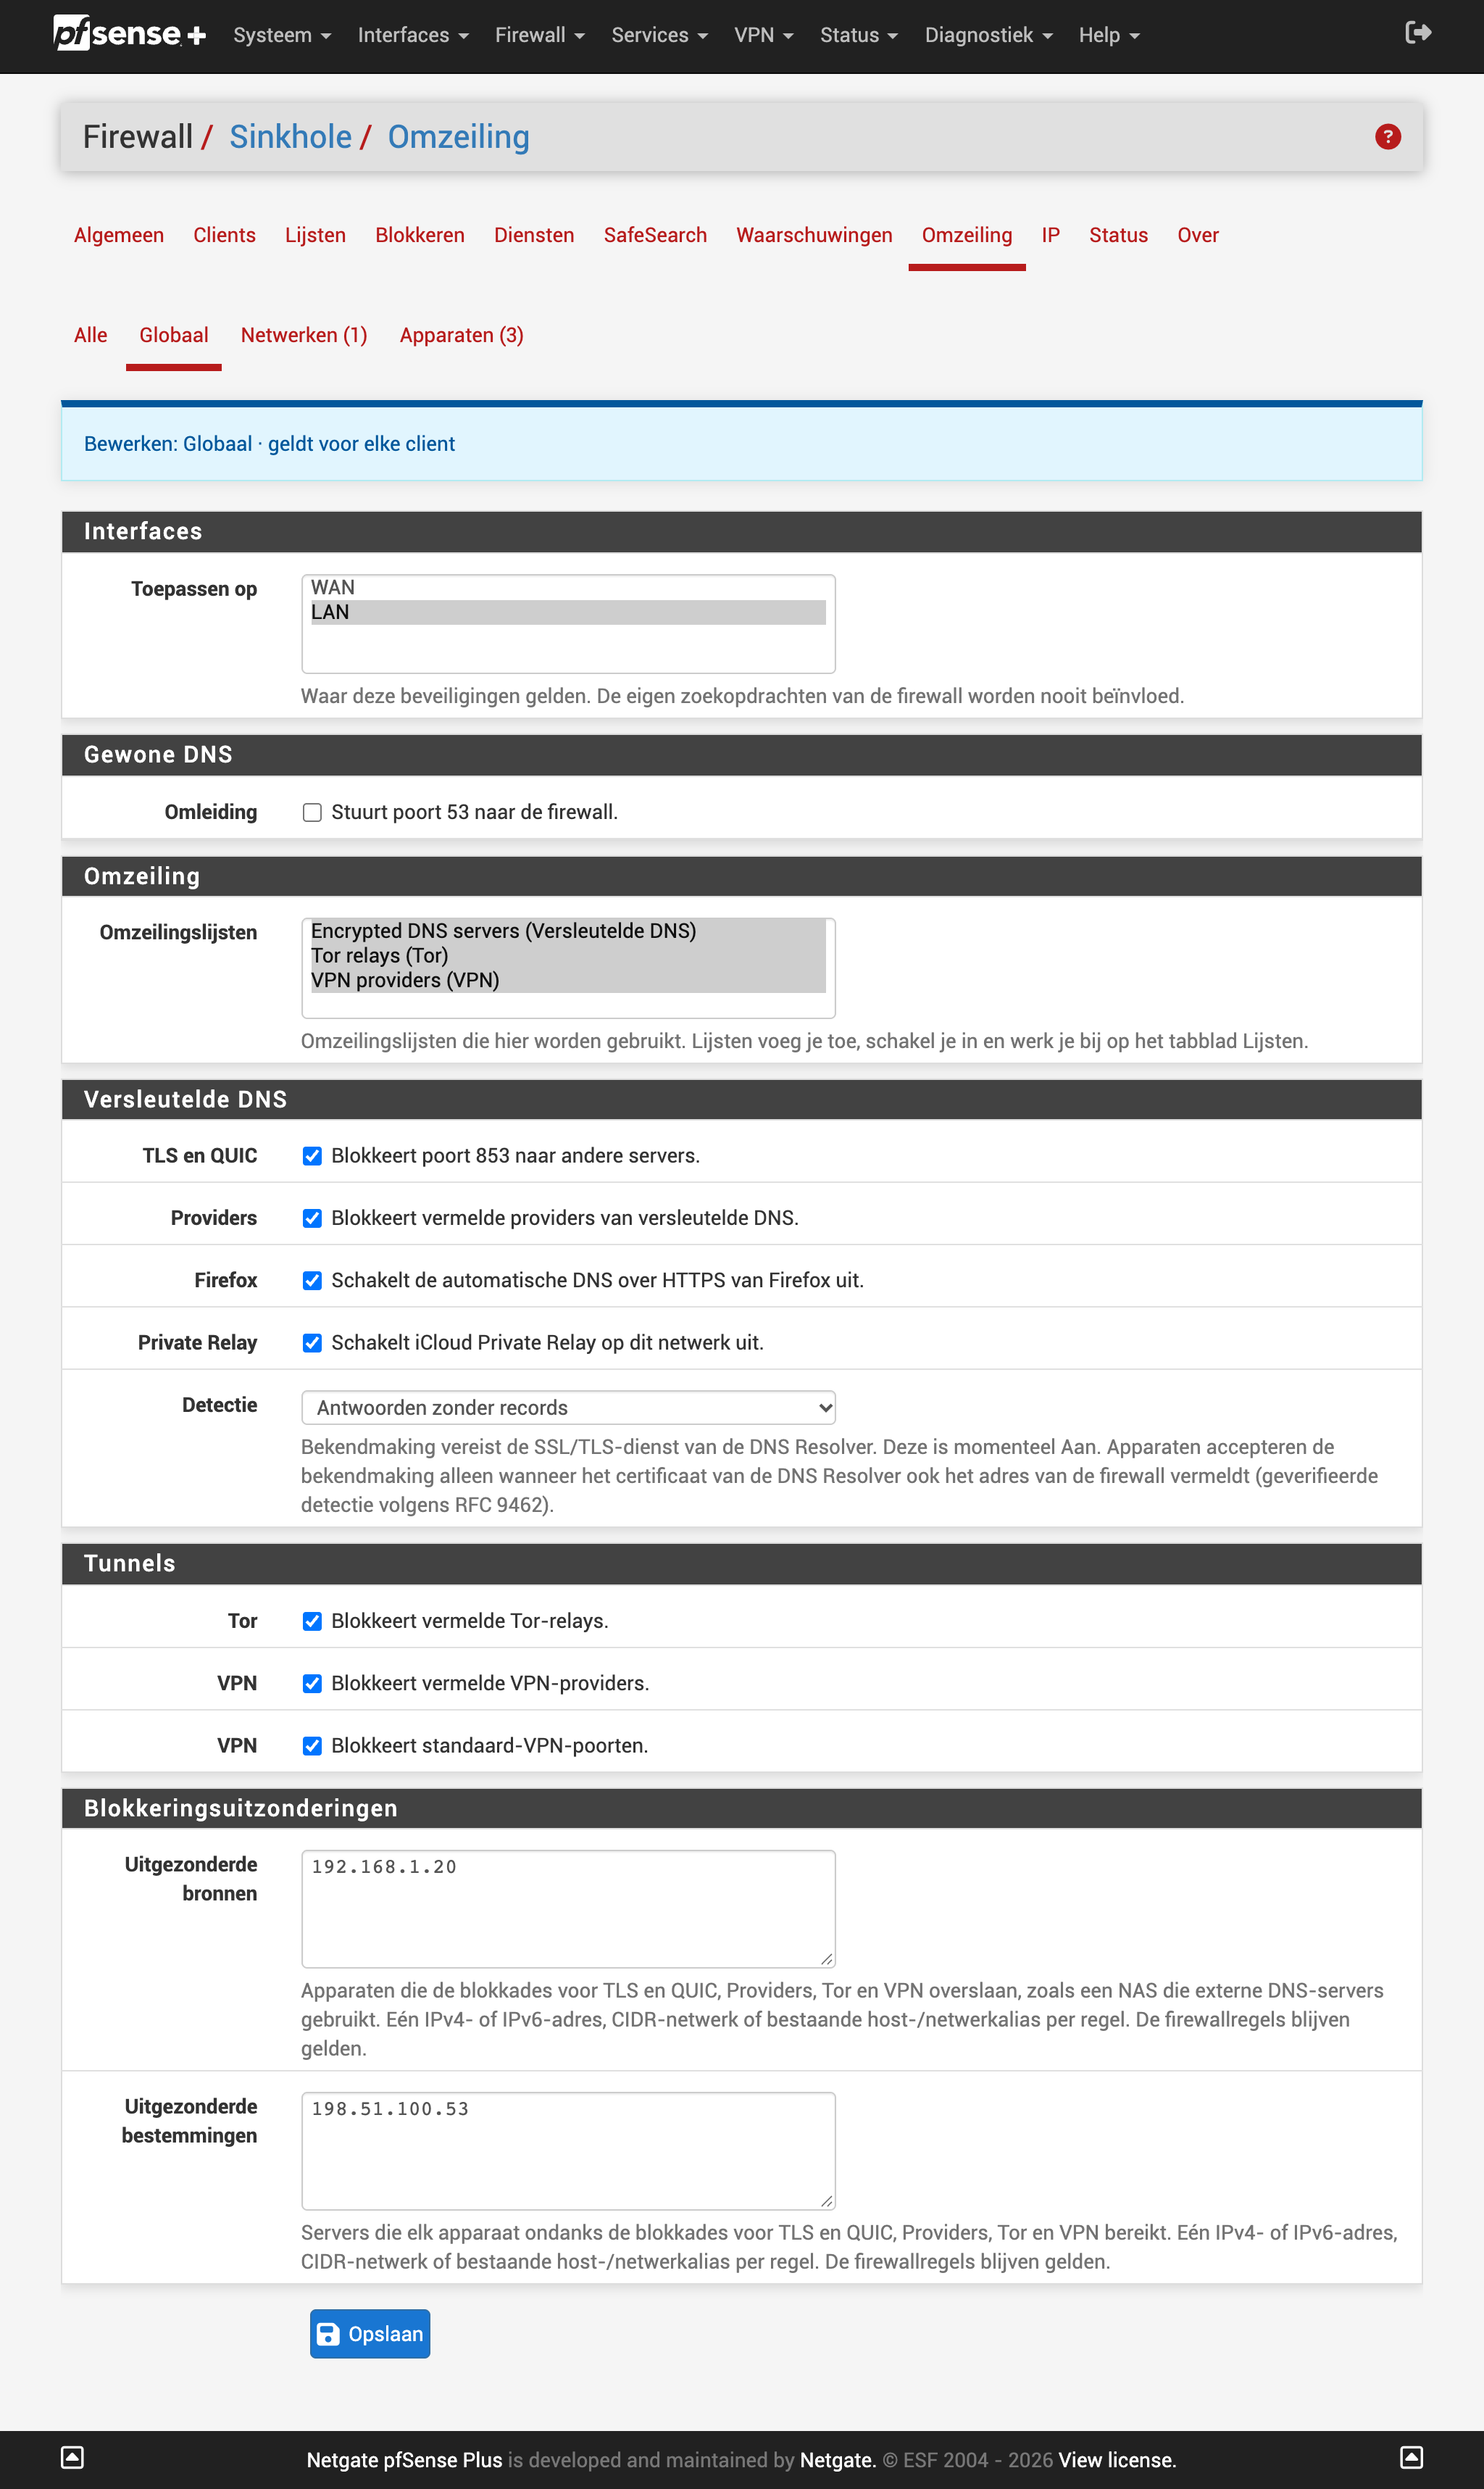 pfsense+ Systeem Interfaces Firewall Services VPN Status Diagnostiek Help
Firewall / Sinkhole / Omzeiling
Algemeen Clients Lijsten Blokkeren Diensten SafeSearch Waarschuwingen Omzeiling IP Status Over
Alle Globaal Netwerken (1) Apparaten (3)
Bewerken: Globaal · geldt voor elke client
Interfaces
Toepassen op
WAN
LAN
Waar deze beveiligingen gelden. De eigen zoekopdrachten van de firewall worden nooit beïnvloed.
Gewone DNS
Omleiding Stuurt poort 53 naar de firewall.
Omzeiling
Omzeilingslijsten
Encrypted DNS servers (Versleutelde DNS)
Tor relays (Tor)
VPN providers (VPN)
Omzeilingslijsten die hier worden gebruikt. Lijsten voeg je toe, schakel je in en werk je bij op het tabblad Lijsten.
Versleutelde DNS
TLS en QUIC Blokkeert poort 853 naar andere servers.
Providers Blokkeert vermelde providers van versleutelde DNS.
Firefox Schakelt de automatische DNS over HTTPS van Firefox uit.
Private Relay Schakelt iCloud Private Relay op dit netwerk uit.
Detectie Antwoorden zonder records
Bekendmaking vereist de SSL/TLS-dienst van de DNS Resolver. Deze is momenteel Aan. Apparaten accepteren de
bekendmaking alleen wanneer het certificaat van de DNS Resolver ook het adres van de firewall vermeldt (geverifieerde
detectie volgens RFC 9462).
Tunnels
Tor Blokkeert vermelde Tor-relays.
VPN Blokkeert vermelde VPN-providers.
VPN Blokkeert standaard-VPN-poorten.
Blokkeringsuitzonderingen
Uitgezonderde
bronnen
192.168.1.20
Apparaten die de blokkades voor TLS en QUIC, Providers, Tor en VPN overslaan, zoals een NAS die externe DNS-servers
gebruikt. Eén IPv4- of IPv6-adres, CIDR-netwerk of bestaande host-/netwerkalias per regel. De firewallregels blijven
gelden.
Uitgezonderde
bestemmingen
198.51.100.53
Servers die elk apparaat ondanks de blokkades voor TLS en QUIC, Providers, Tor en VPN bereikt. Eén IPv4- of IPv6-adres,
CIDR-netwerk of bestaande host-/netwerkalias per regel. De firewallregels blijven gelden.
Opslaan
Netgate pfSense Plus is developed and maintained by Netgate. © ESF 2004 - 2026 View license.